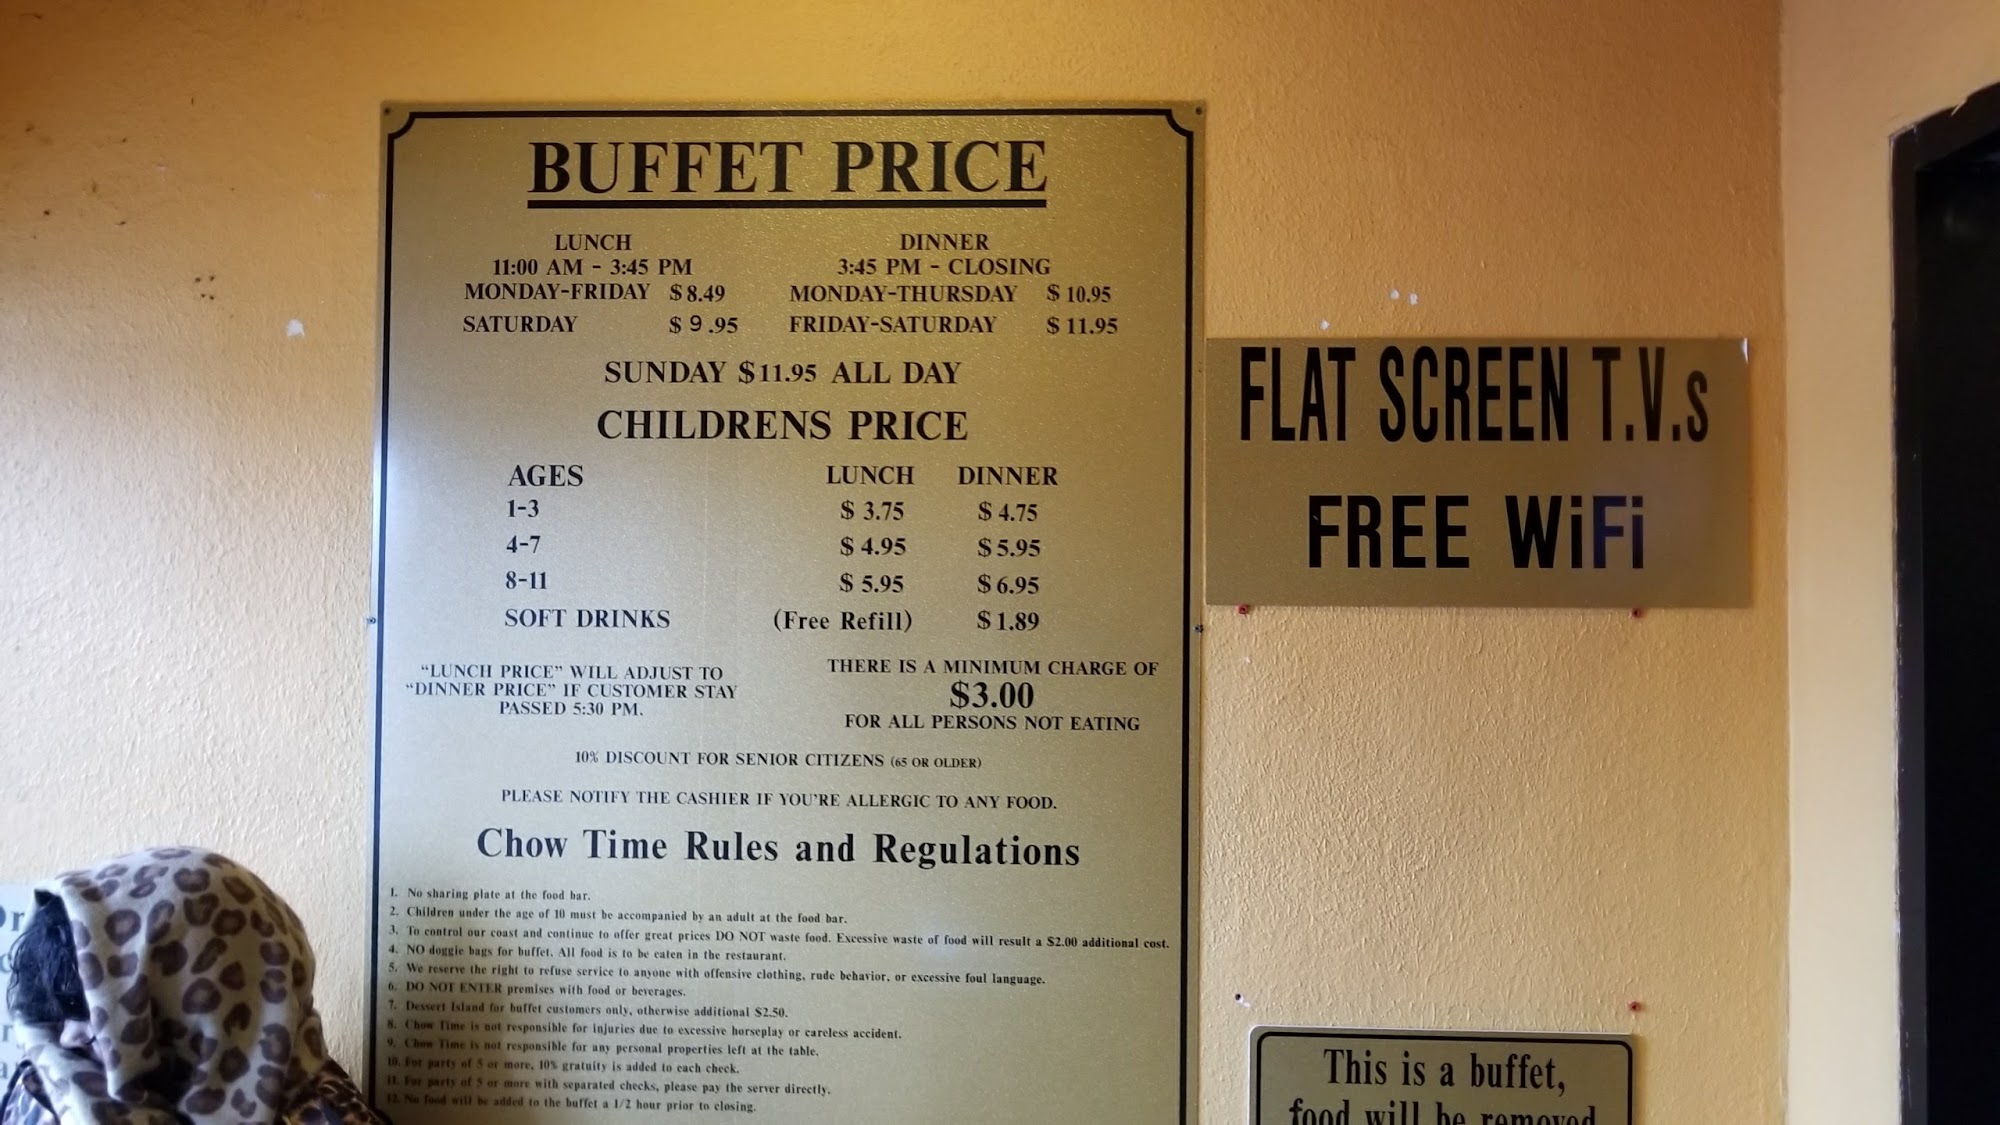 BUFFET PRICE
LUNCH DINNER
11:00 AM - 3:45 PM 3:45 PM - CLOSING
MONDAY-FRIDAY $8.49 MONDAY-THURSDAY $10.95
SATURDAY $9.95 FRIDAY-SATURDAY $11.95
SUNDAY $11.95 ALL DAY
CHILDRENS PRICE
AGES LUNCH DINNER
1-3 $3.75 $4.75
4-7 $4.95 $5.95
8-11 $5.95 $6.95
SOFT DRINKS (Free Refill) $1.89
"LUNCH PRICE" WILL ADJUST TO
"DINNER PRICE" IF CUSTOMER STAY
PASSED 5:30 PM.
THERE IS A MINIMUM CHARGE OF
$3.00
FOR ALL PERSONS NOT EATING
10% DISCOUNT FOR SENIOR CITIZENS (65 OR OLDER)
PLEASE NOTIFY THE CASHIER IF YOU'RE ALLERGIC TO ANY FOOD.
Chow Time Rules and Regulations
1. No sharing plate at the food bar.
2. Children under the age of 10 must be accompanied by an adult at the food bar.
3. To control our coast and continue to offer great prices DO NOT waste food. Excessive waste of food will result a $2.00 additional cost.
4. NO doggie bags for buffet. All food is to be eaten in the restaurant.
5. We reserve the right to refuse service to anyone with offensive clothing, rude behavior, or excessive foul language.
6. DO NOT ENTER premises with food or beverages.
7. Dessert Island for buffet customers only, otherwise additional $2.50.
8. Chow Time is not responsible for injuries due to excessive horseplay or careless accident.
9. Chow Time is not responsible for any personal properties left at the table.
10. For party of 5 or more, 10% gratuity is added to each check.
11. For party of 5 or more with separated checks, please pay the server directly.
12. No food will be added to the buffet a 1/2 hour prior to closing.
FLAT SCREEN T.V.s
FREE WiFi
This is a buffet,
food will be removed